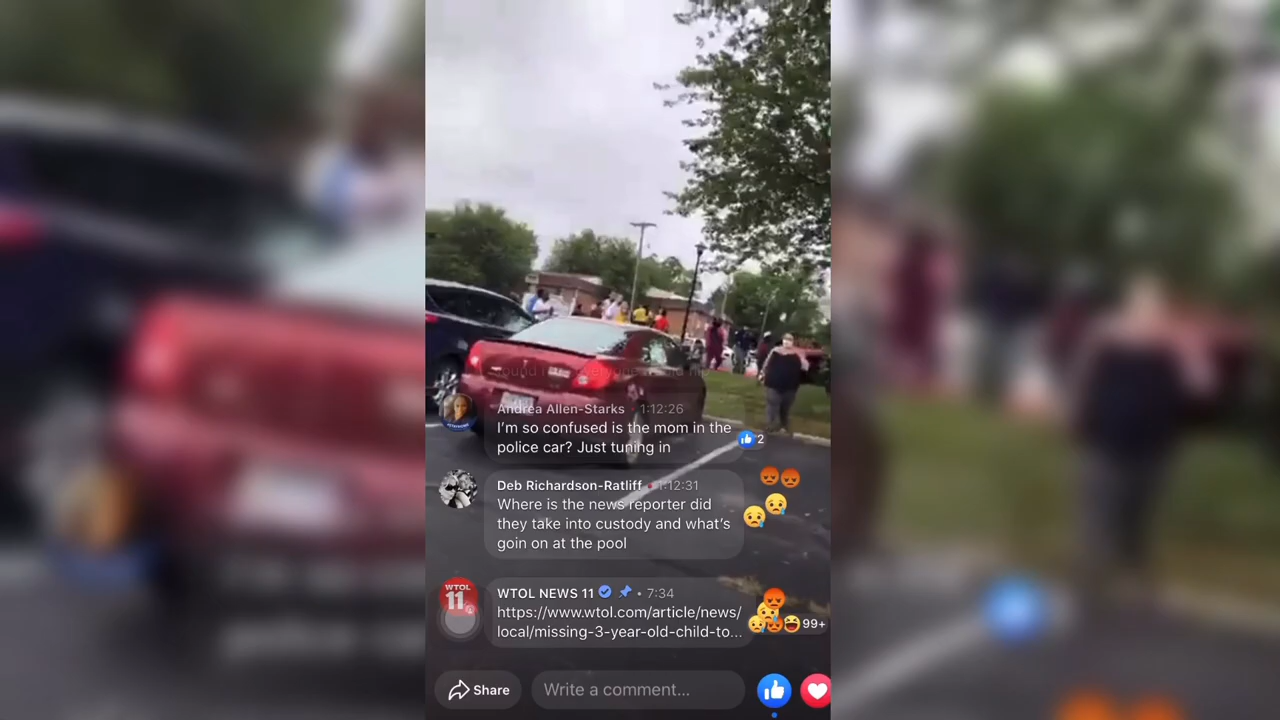 Andrea Allen-Starks · 1:12:26
I'm so confused is the mom in the
police car? Just tuning in
2
Deb Richardson-Ratliff · 1:12:31
Where is the news reporter did
they take into custody and what's
goin on at the pool
WTOL
11
WTOL NEWS 11 • 7:34
https://www.wtol.com/article/news/
local/missing-3-year-old-child-to...
99+
Share
Write a comment...